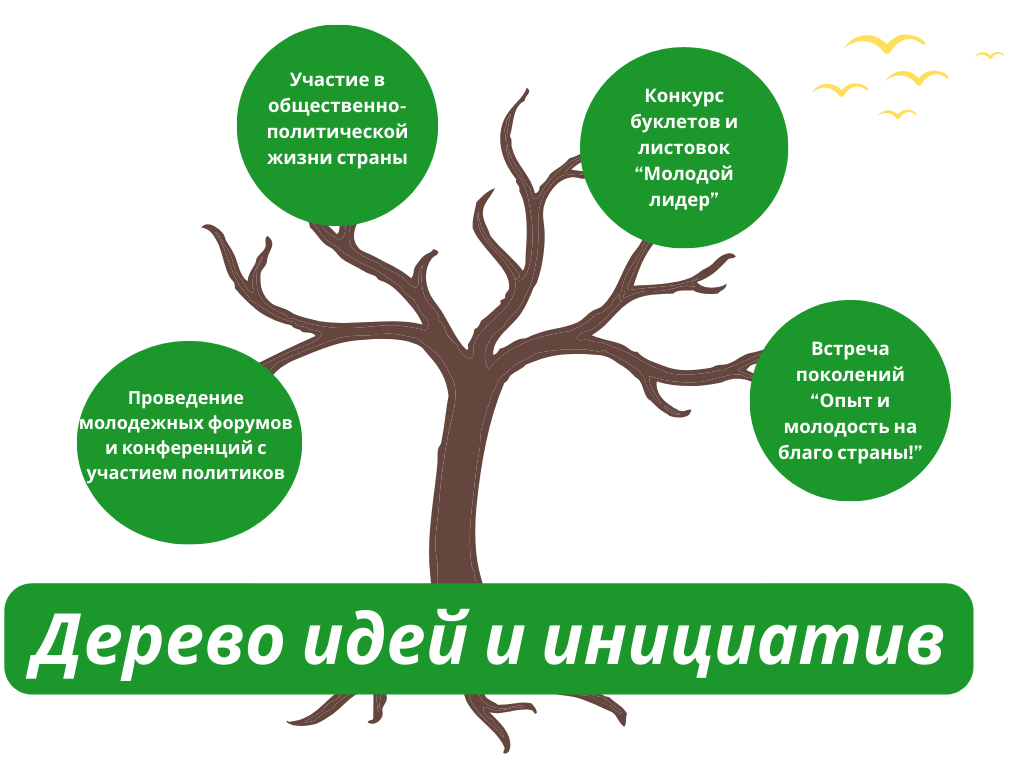 Участие в
общественно-
политической
жизни страны
Конкурс
буклетов и
листовок
“Молодой
лидер”
Встреча
поколений
“Опыт и
молодость на
благо страны!”
Проведение
молодежных форумов
и конференций с
участием политиков
Дерево идей и инициатив